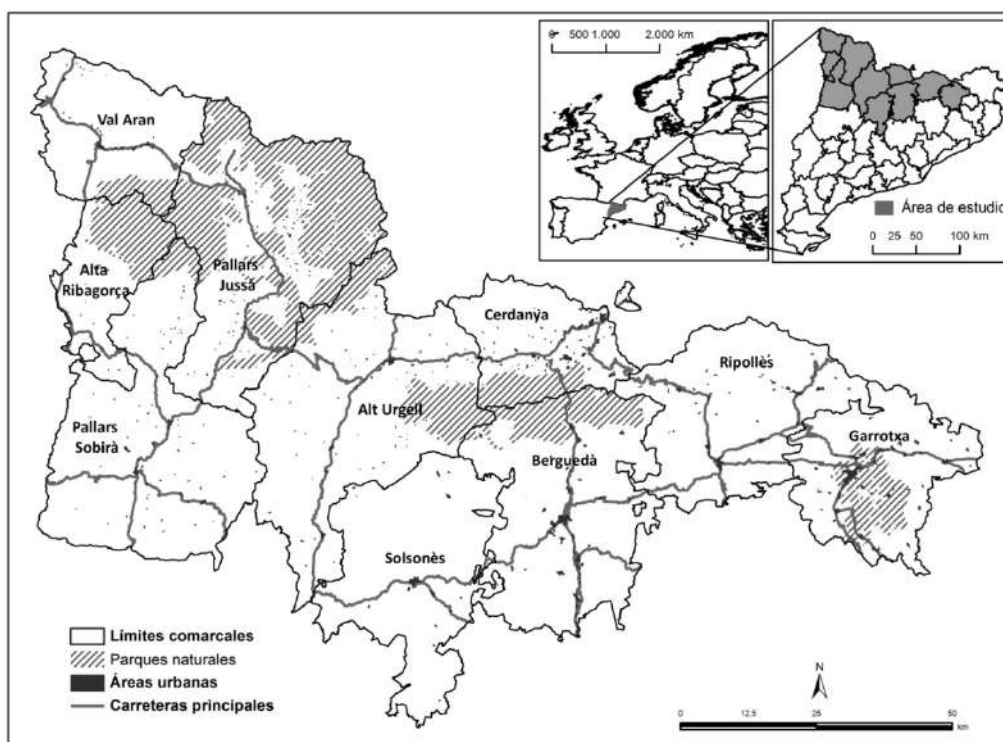 0 500 1.000 2.000 km
Área de estudio
0 25 50 100 km
Val Aran
Alta
Ribagorça
Pallars
Jussà
Cerdanya
Ripollès
Alt Urgell
Pallars
Sobirà
Garrotxa
Berguedà
Solsonès
Límites comarcales
Parques naturales
Áreas urbanas
Carreteras principales
N
0 12,5 25 50
km